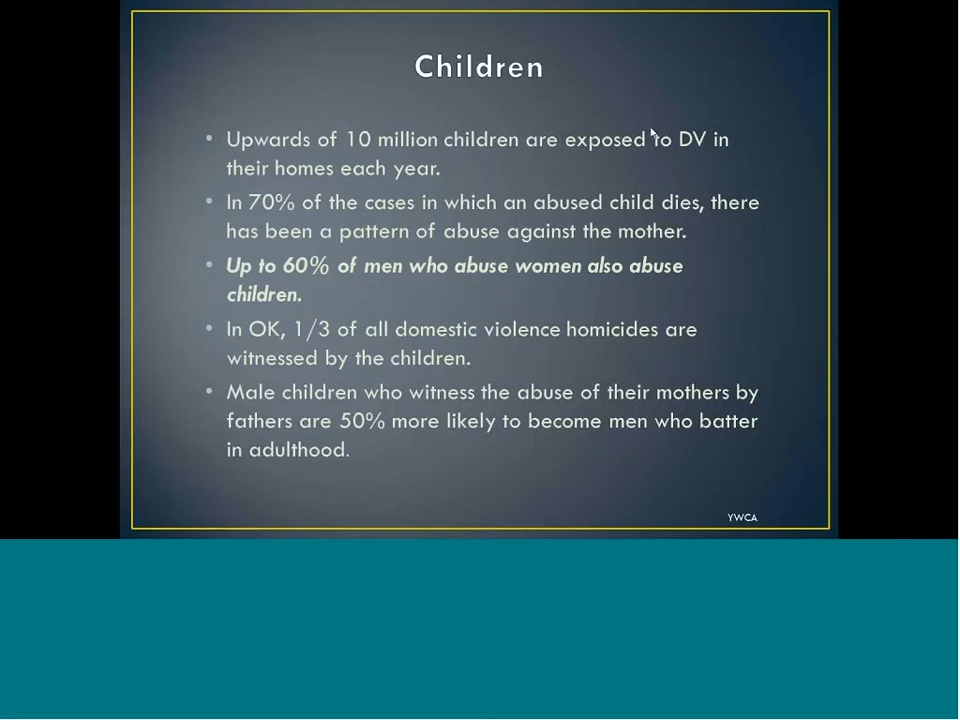 Children
• Upwards of 10 million children are exposed to DV in
their homes each year.
• In 70% of the cases in which an abused child dies, there
has been a pattern of abuse against the mother.
• Up to 60% of men who abuse women also abuse
children.
• In OK, 1/3 of all domestic violence homicides are
witnessed by the children.
• Male children who witness the abuse of their mothers by
fathers are 50% more likely to become men who batter
in adulthood.
YWCA